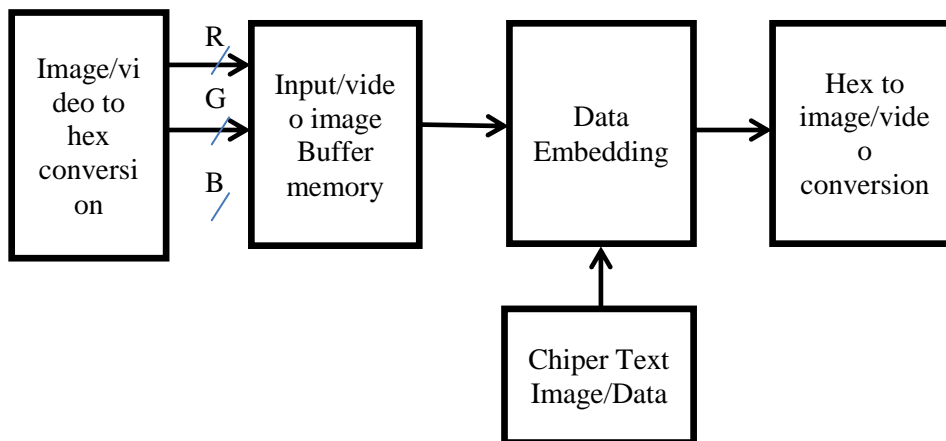 Image/vi
deo to
hex
conversi
on
R
G
B
Input/vide
o image
Buffer
memory
Data
Embedding
Hex to
image/vide
o
conversion
Chiper Text
Image/Data